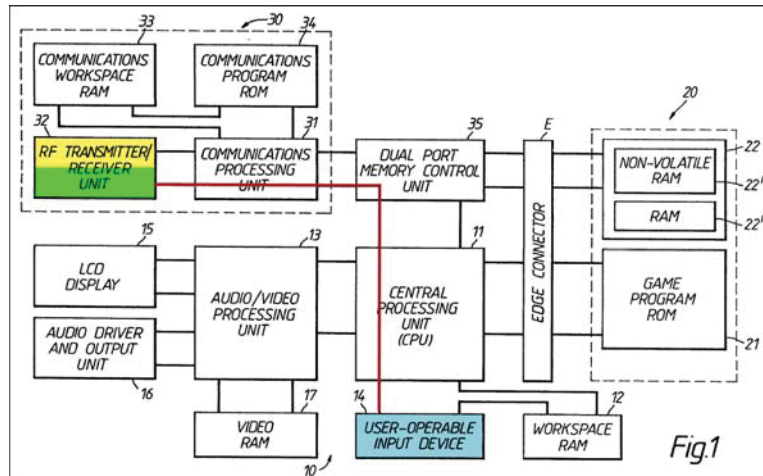 33
30
34
COMMUNICATIONS
WORKSPACE
RAM
COMMUNICATIONS
PROGRAM
ROM
20
32
31
35
E
22
RF TRANSMITTER/
RECEIVER
UNIT
COMMUNICATIONS
PROCESSING
UNIT
DUAL PORT
MEMORY CONTROL
UNIT
EDGE CONNECTOR
NON-VOLATILE
RAM
22'
RAM
15
13
11
LCD
DISPLAY
AUDIO/VIDEO
PROCESSING
UNIT
CENTRAL
PROCESSING
UNIT
(CPU)
GAME
PROGRAM
ROM
AUDIO DRIVER
AND OUTPUT
UNIT
21
16
17
14
12
VIDEO
RAM
USER-OPERABLE
INPUT DEVICE
WORKSPACE
RAM
10
Fig.1